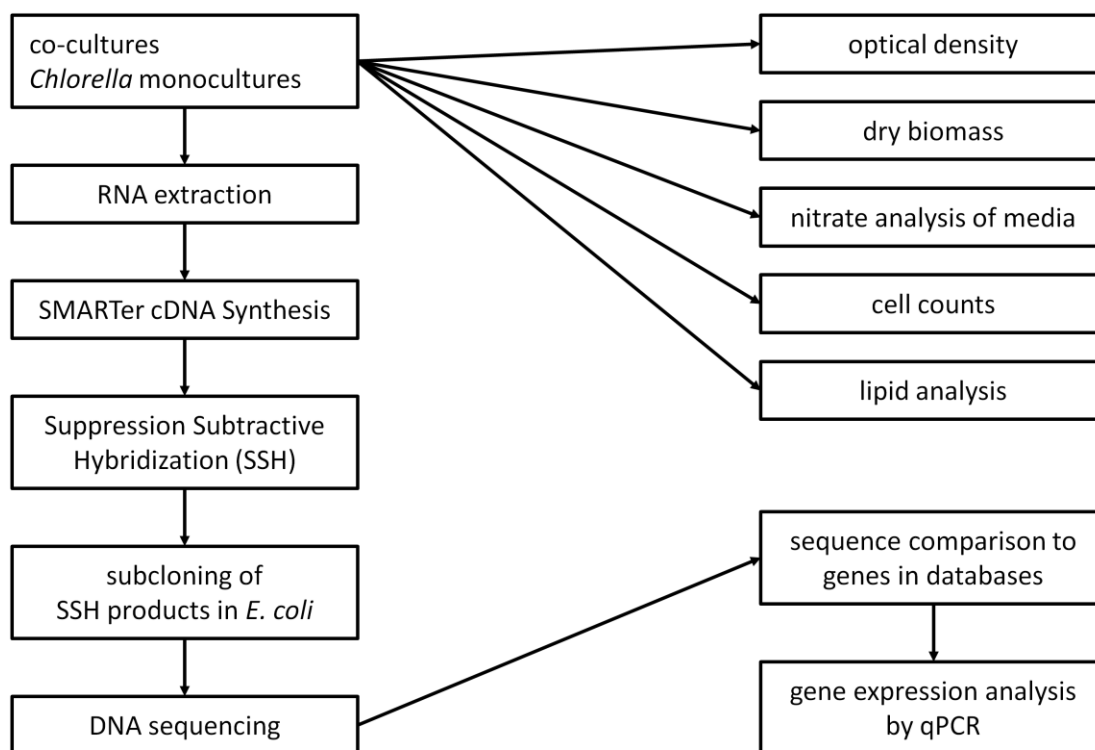 co-cultures
Chlorella monocultures
RNA extraction
SMARTer cDNA Synthesis
Suppression Subtractive
Hybridization (SSH)
subcloning of
SSH products in E. coli
DNA sequencing
optical density
dry biomass
nitrate analysis of media
cell counts
lipid analysis
sequence comparison to
genes in databases
gene expression analysis
by qPCR